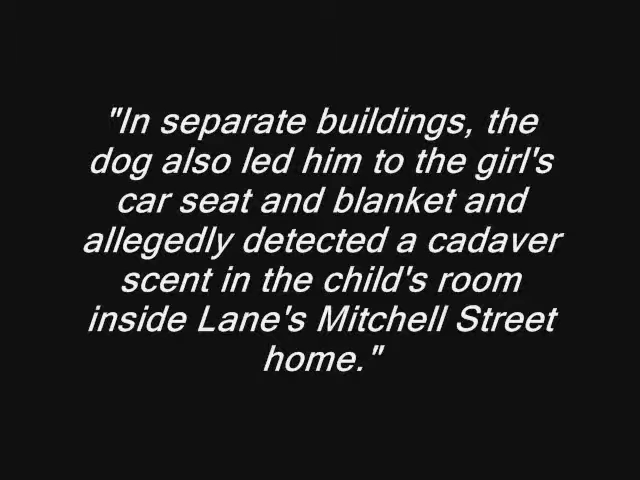 "In separate buildings, the
dog also led him to the girl's
car seat and blanket and
allegedly detected a cadaver
scent in the child's room
inside Lane's Mitchell Street
home."